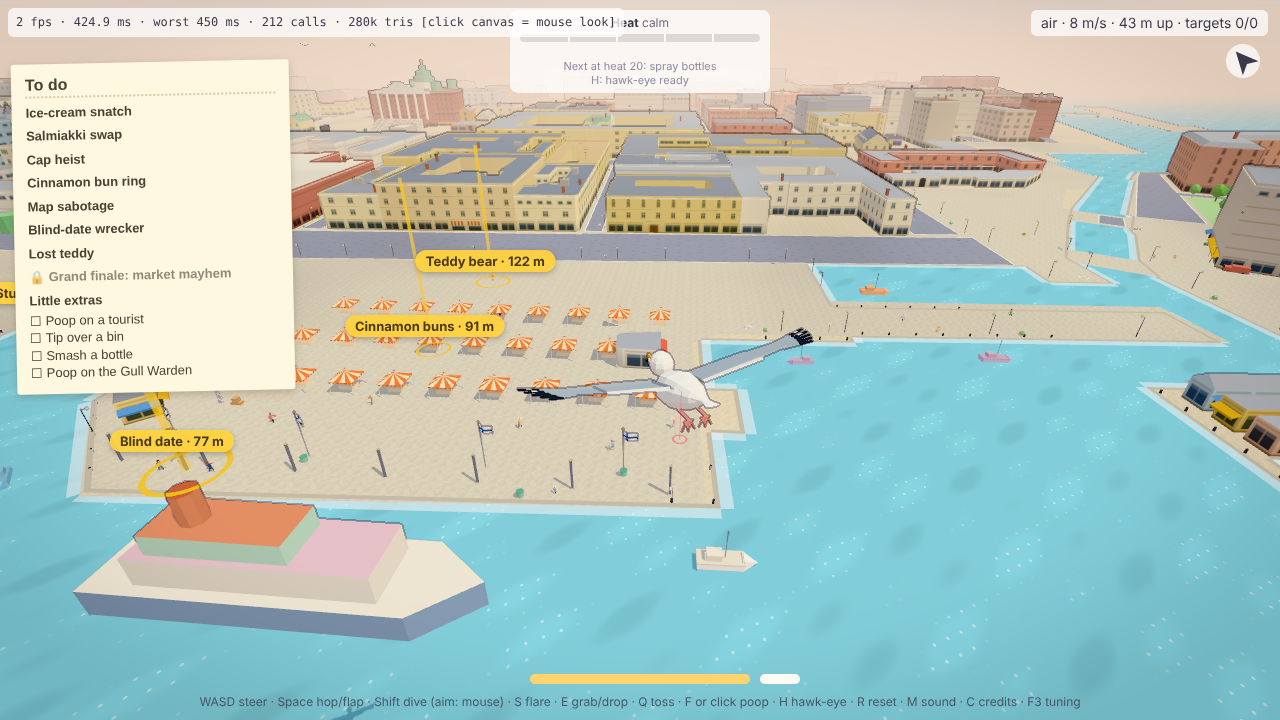 2 fps · 424.9 ms · worst 450 ms · 212 calls · 280k tris [click canvas = mouse look]
eat calm
Next at heat 20: spray bottles
H: hawk-eye ready
air · 8 m/s · 43 m up · targets 0/0
To do
Ice-cream snatch
Salmiakki swap
Cap heist
Cinnamon bun ring
Map sabotage
Blind-date wrecker
Lost teddy
🔒 Grand finale: market mayhem
Little extras
☐ Poop on a tourist
☐ Tip over a bin
☐ Smash a bottle
☐ Poop on the Gull Warden
Teddy bear · 122 m
Cinnamon buns · 91 m
Blind date · 77 m
WASD steer · Space hop/flap · Shift dive (aim: mouse) · S flare · E grab/drop · Q toss · F or click poop · H hawk-eye · R reset · M sound · C credits · F3 tuning